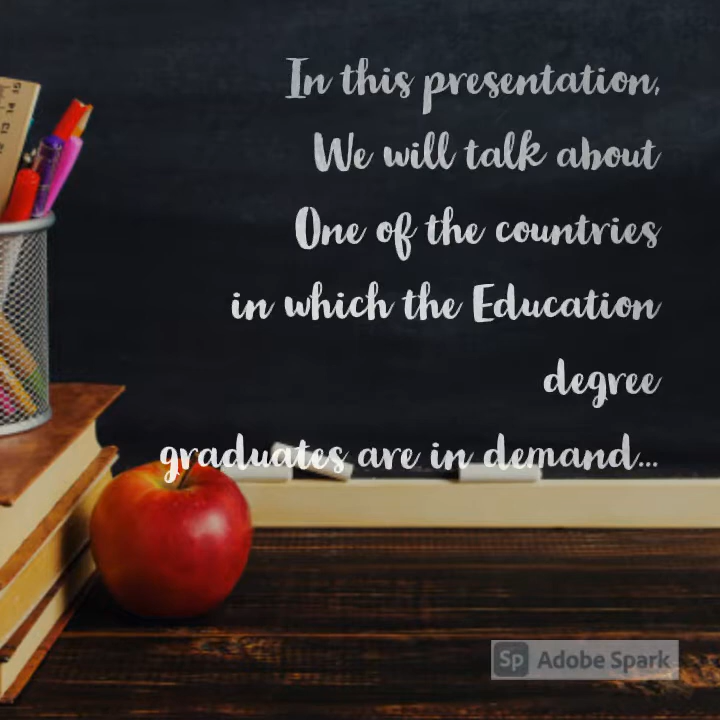 In this presentation,
We will talk about
One of the countries
in which the Education
degree
graduates are in demand...
Sp Adobe Spark